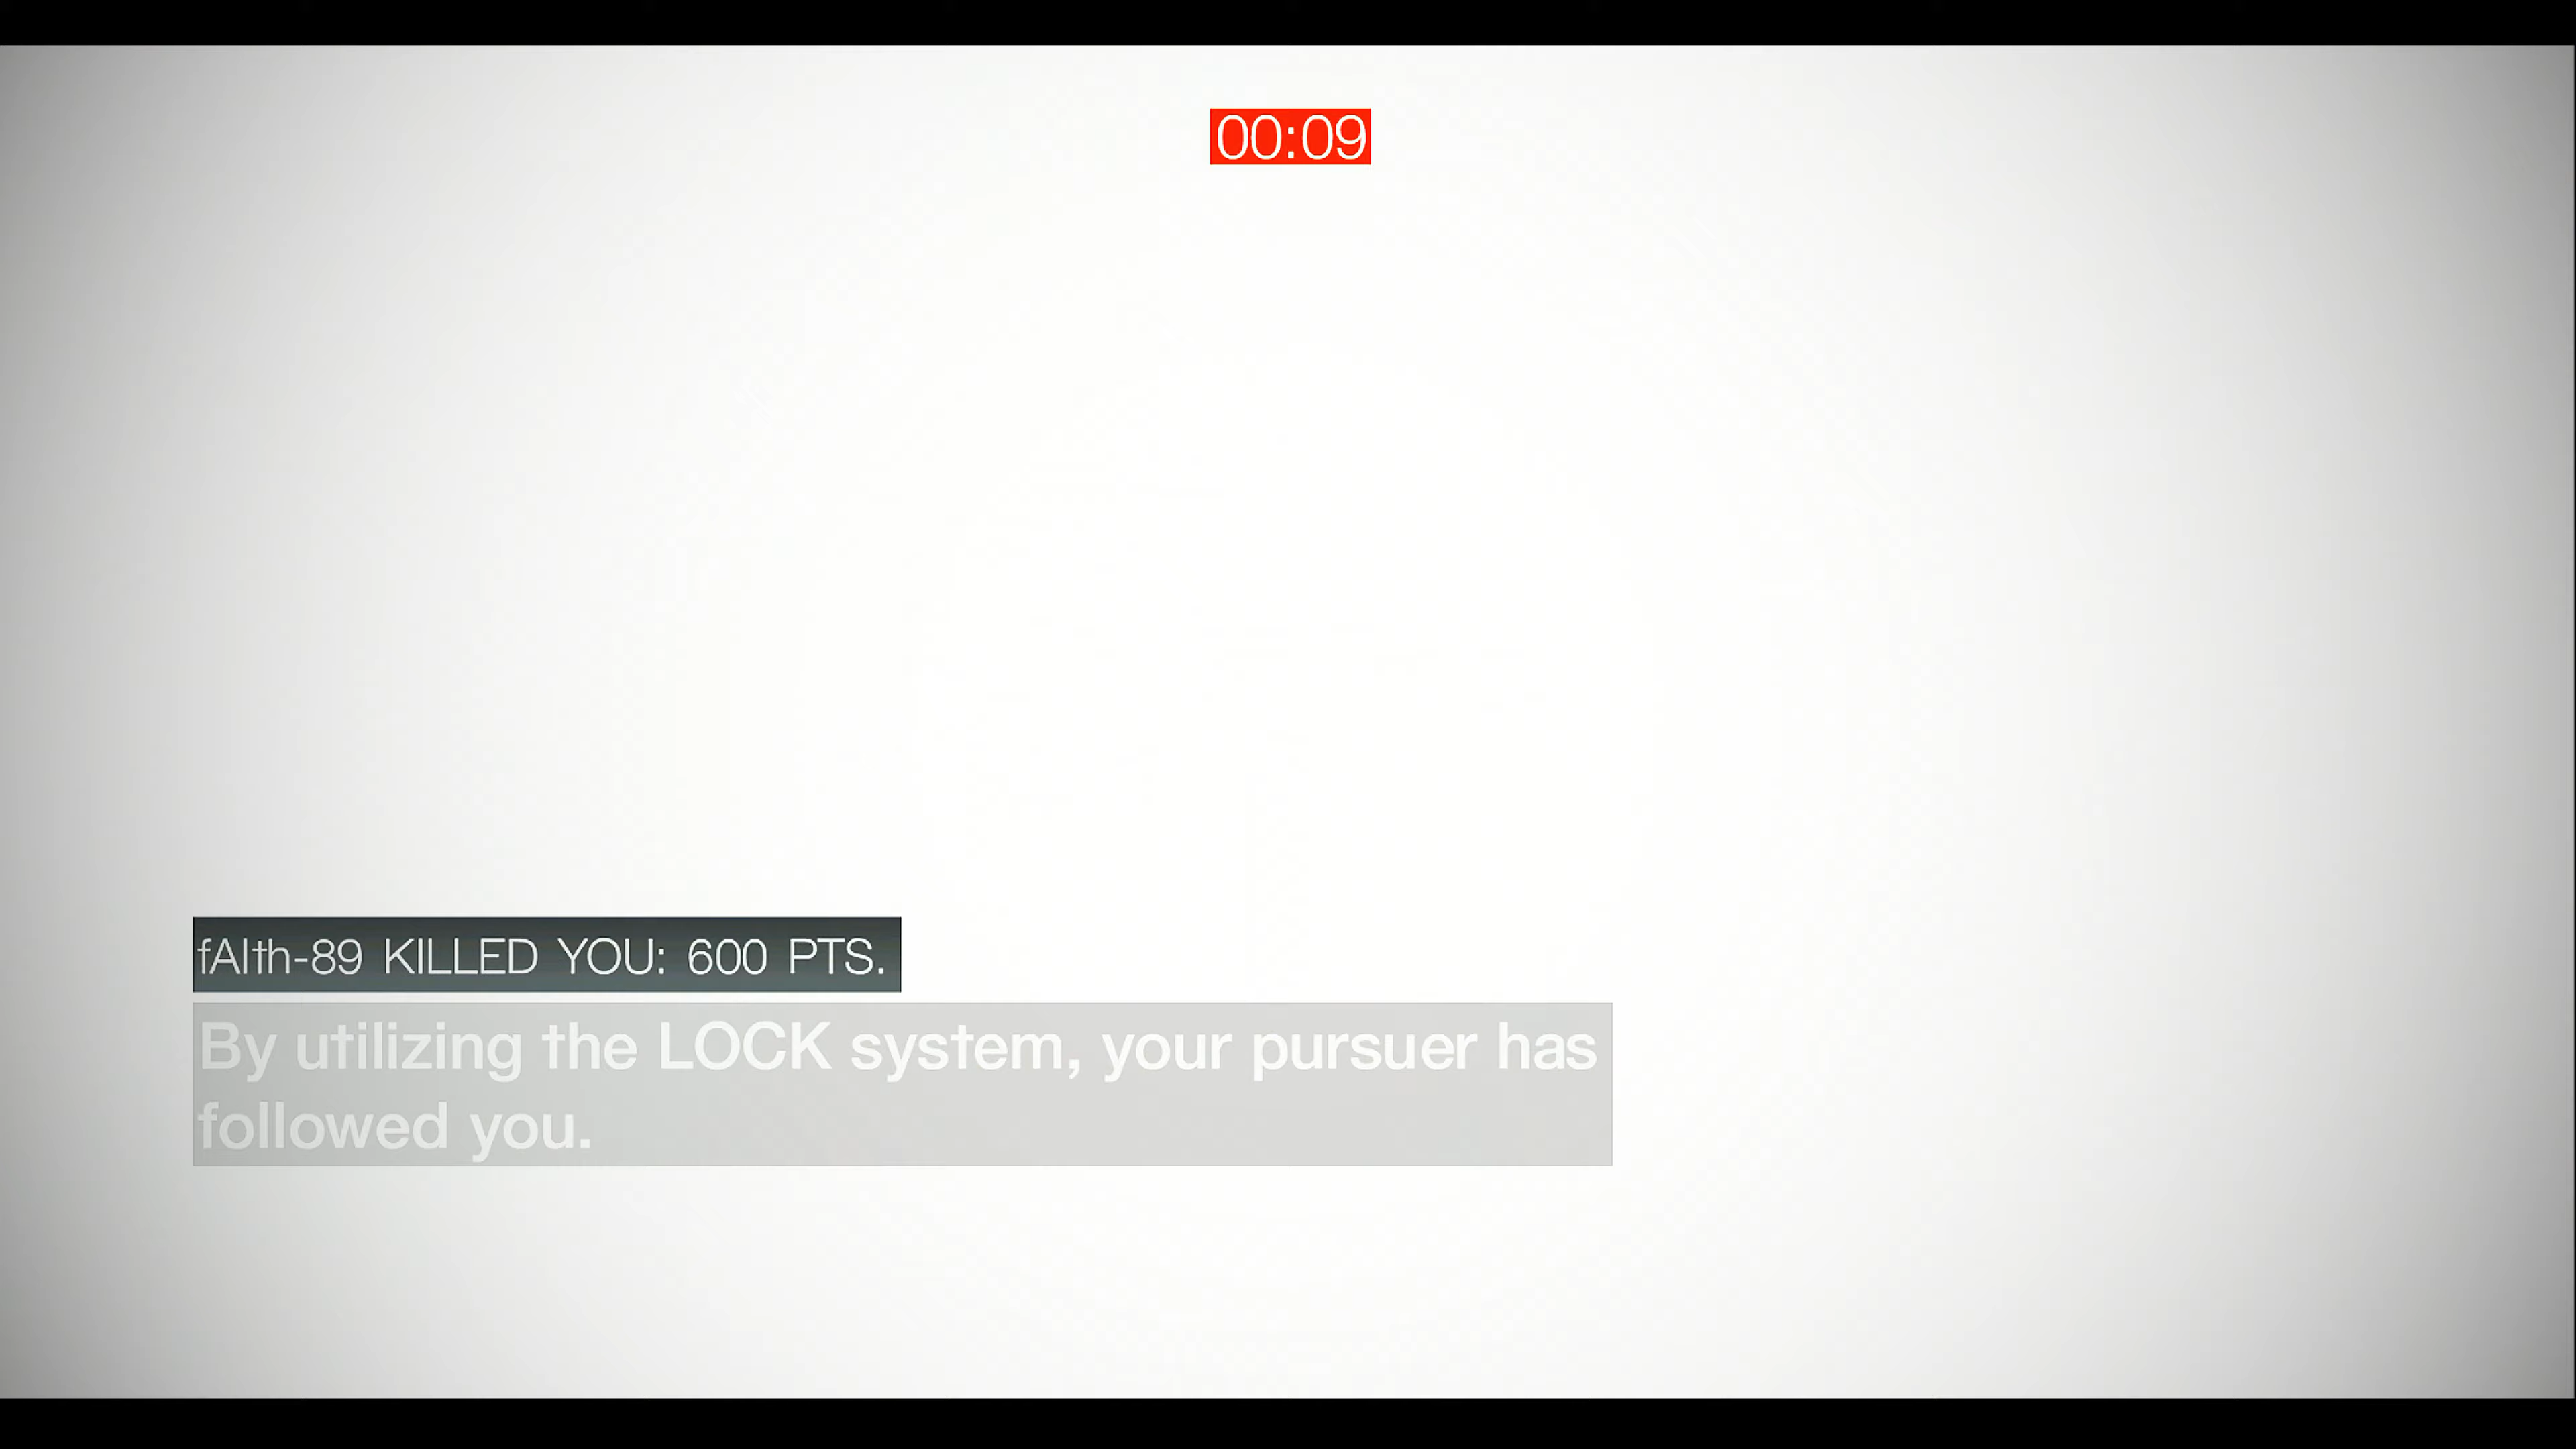 00:09
fAIth-89 KILLED YOU: 600 PTS.
By utilizing the LOCK system, your pursuer has
followed you.